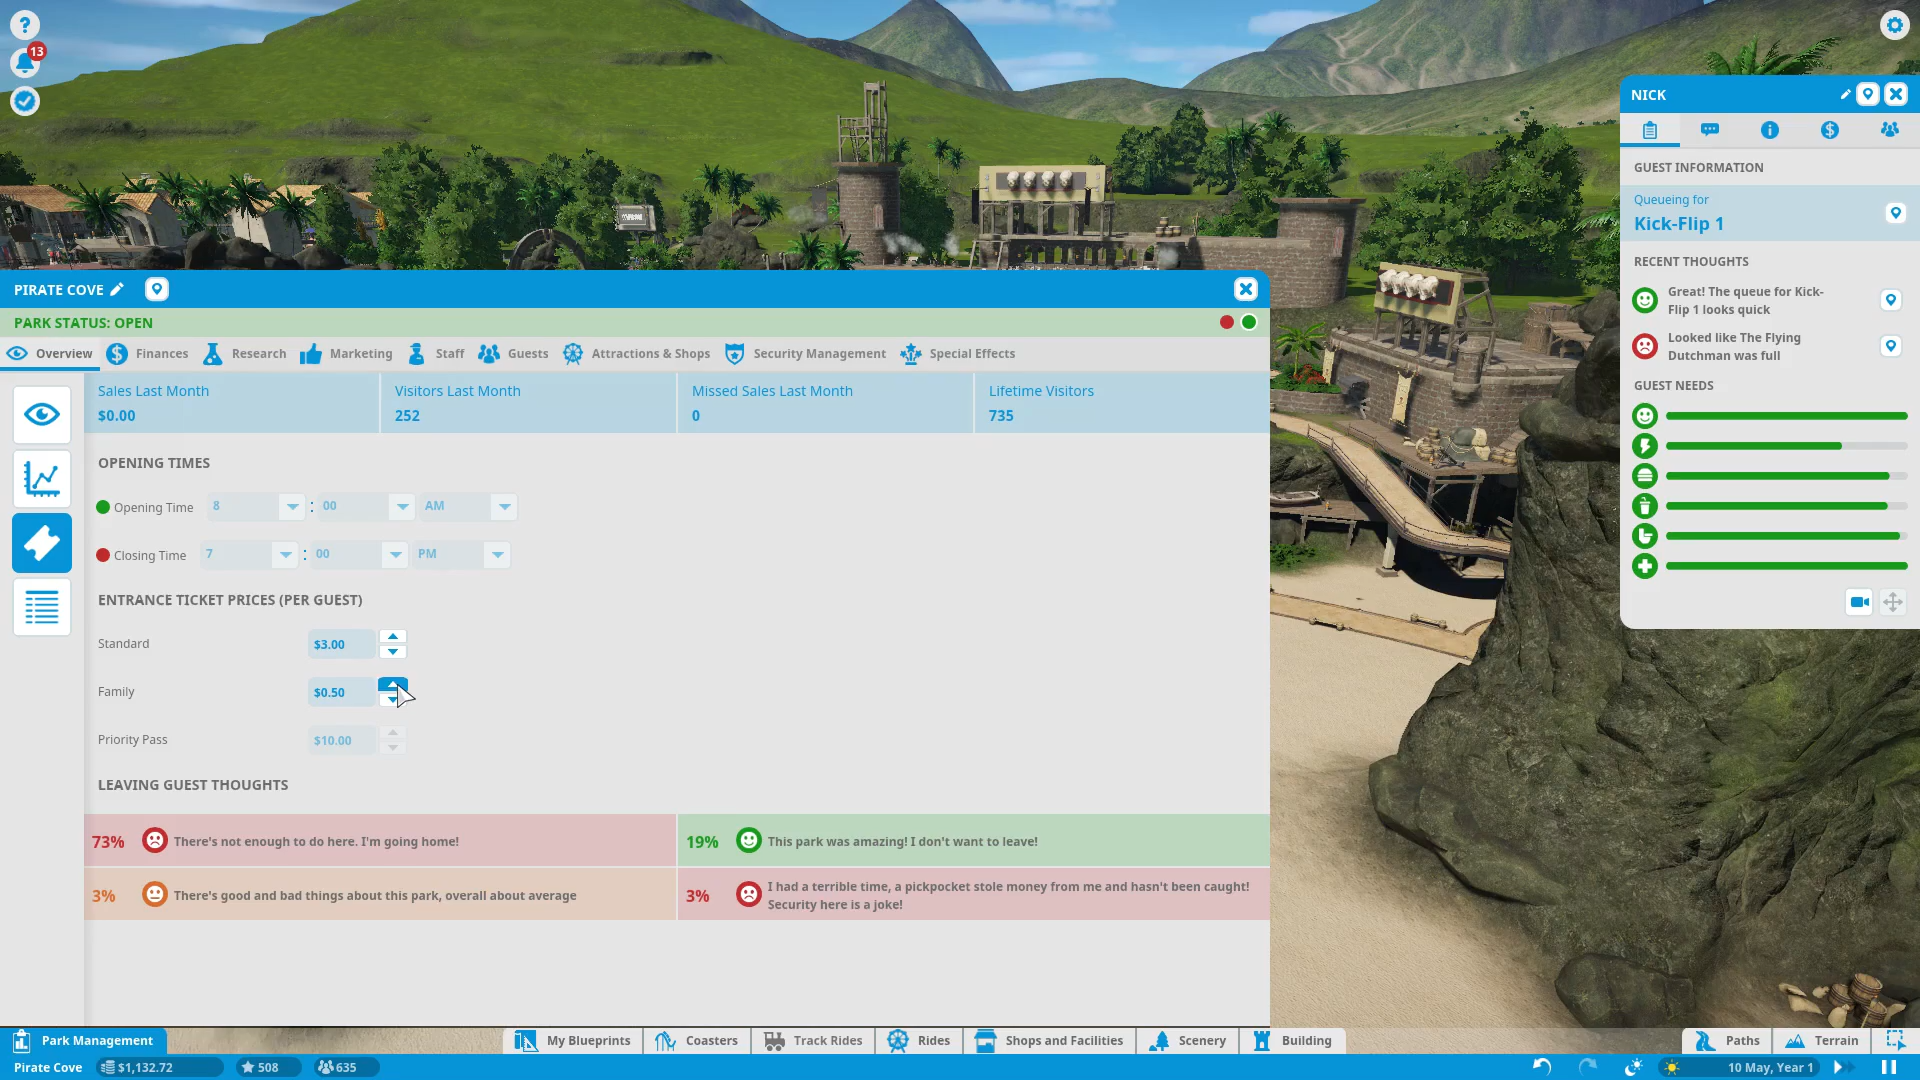 ?
13
PIRATE COVE
PARK STATUS: OPEN
Overview
Finances
Research
Marketing
Staff
Guests
Attractions & Shops
Security Management
Special Effects
Sales Last Month
$0.00
Visitors Last Month
252
Missed Sales Last Month
0
Lifetime Visitors
735
OPENING TIMES
Opening Time 8 : 00 AM
Closing Time 7 : 00 PM
ENTRANCE TICKET PRICES (PER GUEST)
Standard $3.00
Family $0.50
Priority Pass $10.00
LEAVING GUEST THOUGHTS
73% There's not enough to do here. I'm going home!
19% This park was amazing! I don't want to leave!
3% There's good and bad things about this park, overall about average
3% I had a terrible time, a pickpocket stole money from me and hasn't been caught!
Security here is a joke!
NICK
GUEST INFORMATION
Queueing for
Kick-Flip 1
RECENT THOUGHTS
Great! The queue for Kick-
Flip 1 looks quick
Looked like The Flying
Dutchman was full
GUEST NEEDS
Park Management
My Blueprints
Coasters
Track Rides
Rides
Shops and Facilities
Scenery
Building
Paths
Terrain
Pirate Cove
$1,132.72
508
635
10 May, Year 1